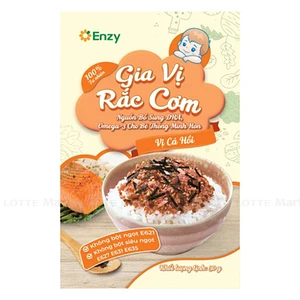 Enzy
100%
Tự nhiên
Gia Vị
Rắc Cơm
Nguồn Bổ Sung DHA,
Omega-3 Cho Bé Thông Minh Hơn
Vị Cá Hồi
LOTTE Mart
Không bột ngọt E621
Không bột siêu ngọt
E627 E631 E635
Khối lượng tịnh: 30 g